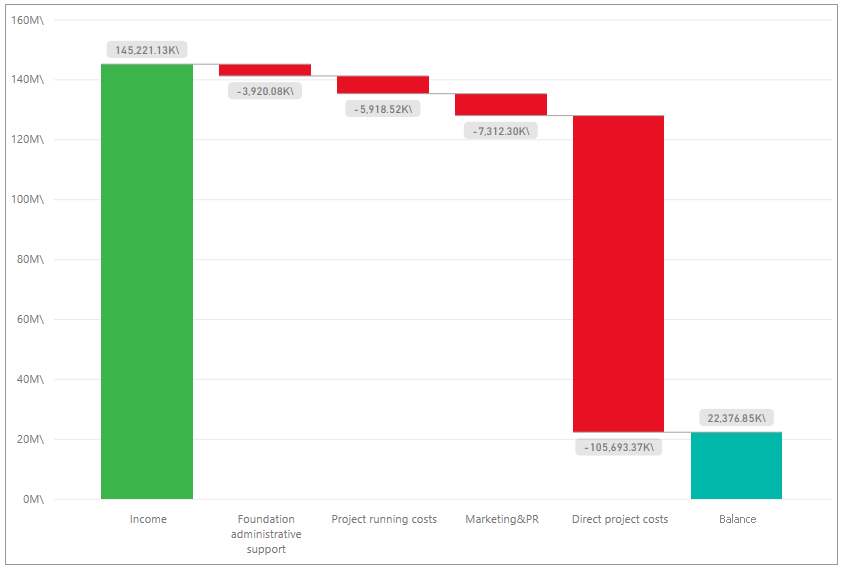 160M\
140M\
120M\
100M\
80M\
60M\
40M\
20M\
0M\
145,221.13K\
-3,920.08K\
-5,918.52K\
-7,312.30K\
-105,693.37K\
22,376.85K\
Income
Foundation
administrative
support
Project running costs
Marketing&PR
Direct project costs
Balance